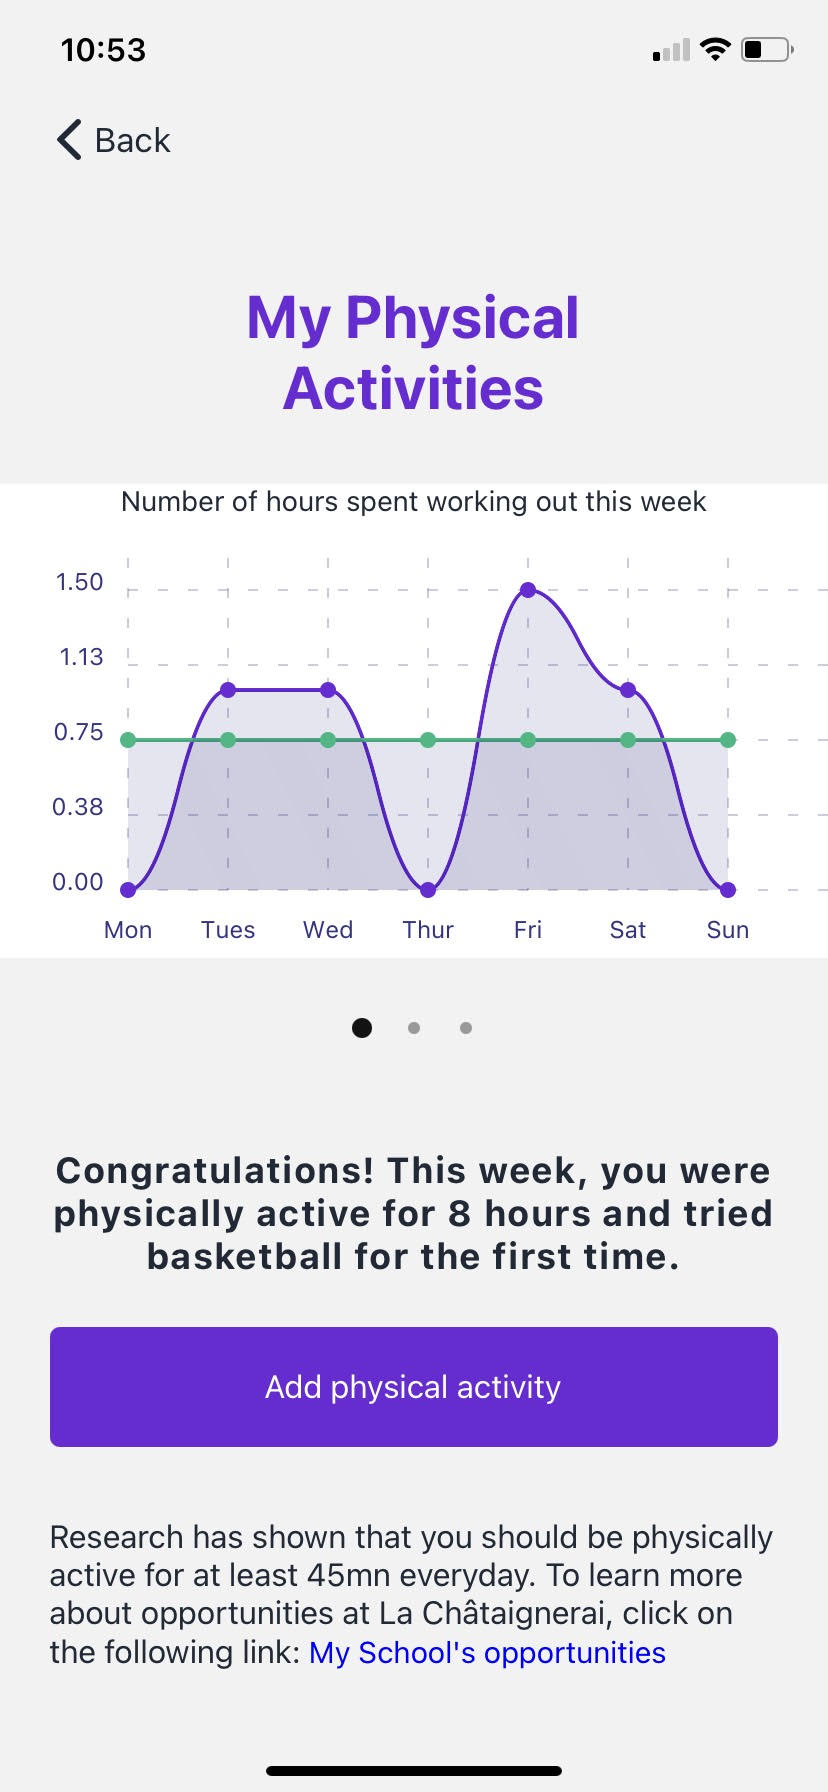 10:53
Back
My Physical
Activities
Number of hours spent working out this week
1.50
1.13
0.75
0.38
0.00
Mon Tues Wed Thur Fri Sat Sun
Congratulations! This week, you were
physically active for 8 hours and tried
basketball for the first time.
Add physical activity
Research has shown that you should be physically
active for at least 45mn everyday. To learn more
about opportunities at La Châtaignerai, click on
the following link: My School's opportunities